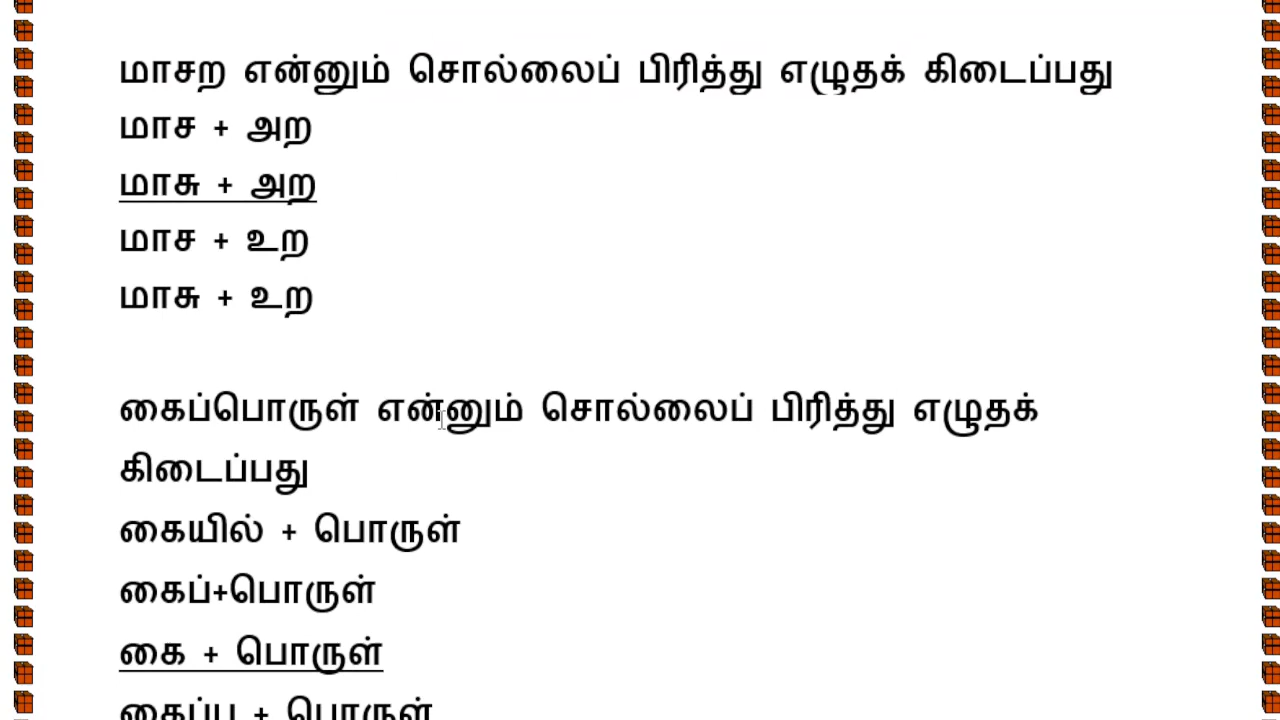 மாசற என்னும் சொல்லைப் பிரித்து எழுதக் கிடைப்பது
மாச + அற
மாசு + அற
மாச + உற
மாசு + உற
கைப்பொருள் என்னும் சொல்லைப் பிரித்து எழுதக்
கிடைப்பது
கையில் + பொருள்
கைப்+பொருள்
கை + பொருள்
+ பொருள்